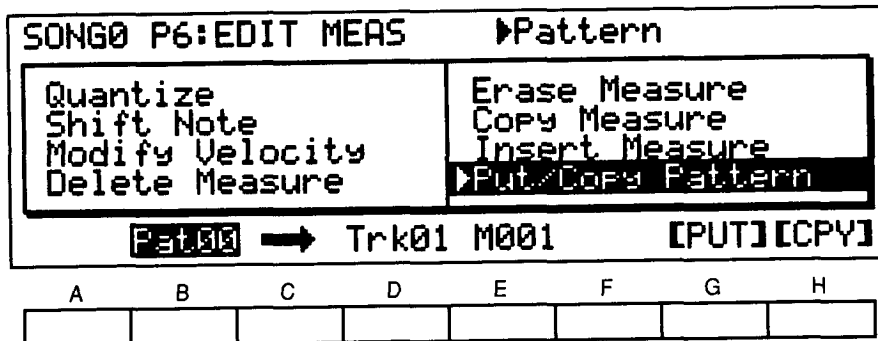 SONG0 P6:EDIT MEAS ▶Pattern
Quantize
Shift Note
Modify Velocity
Delete Measure
Erase Measure
Copy Measure
Insert Measure
▶Put/Copy Pattern
Pat00 ➡ Trk01 M001 [PUT][CPY]
A B C D E F G H